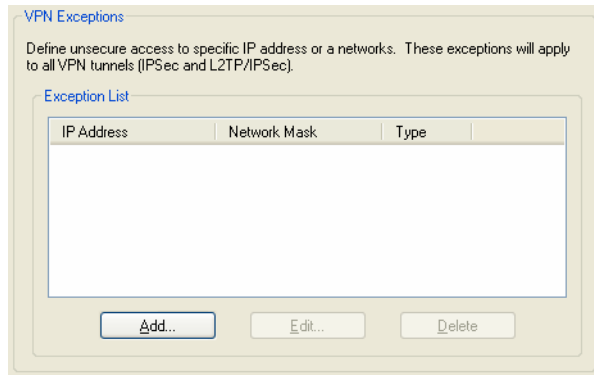 VPN Exceptions
Define unsecure access to specific IP address or a networks. These exceptions will apply
to all VPN tunnels (IPSec and L2TP/IPSec).
Exception List
IP Address Network Mask Type
Add... Edit... Delete